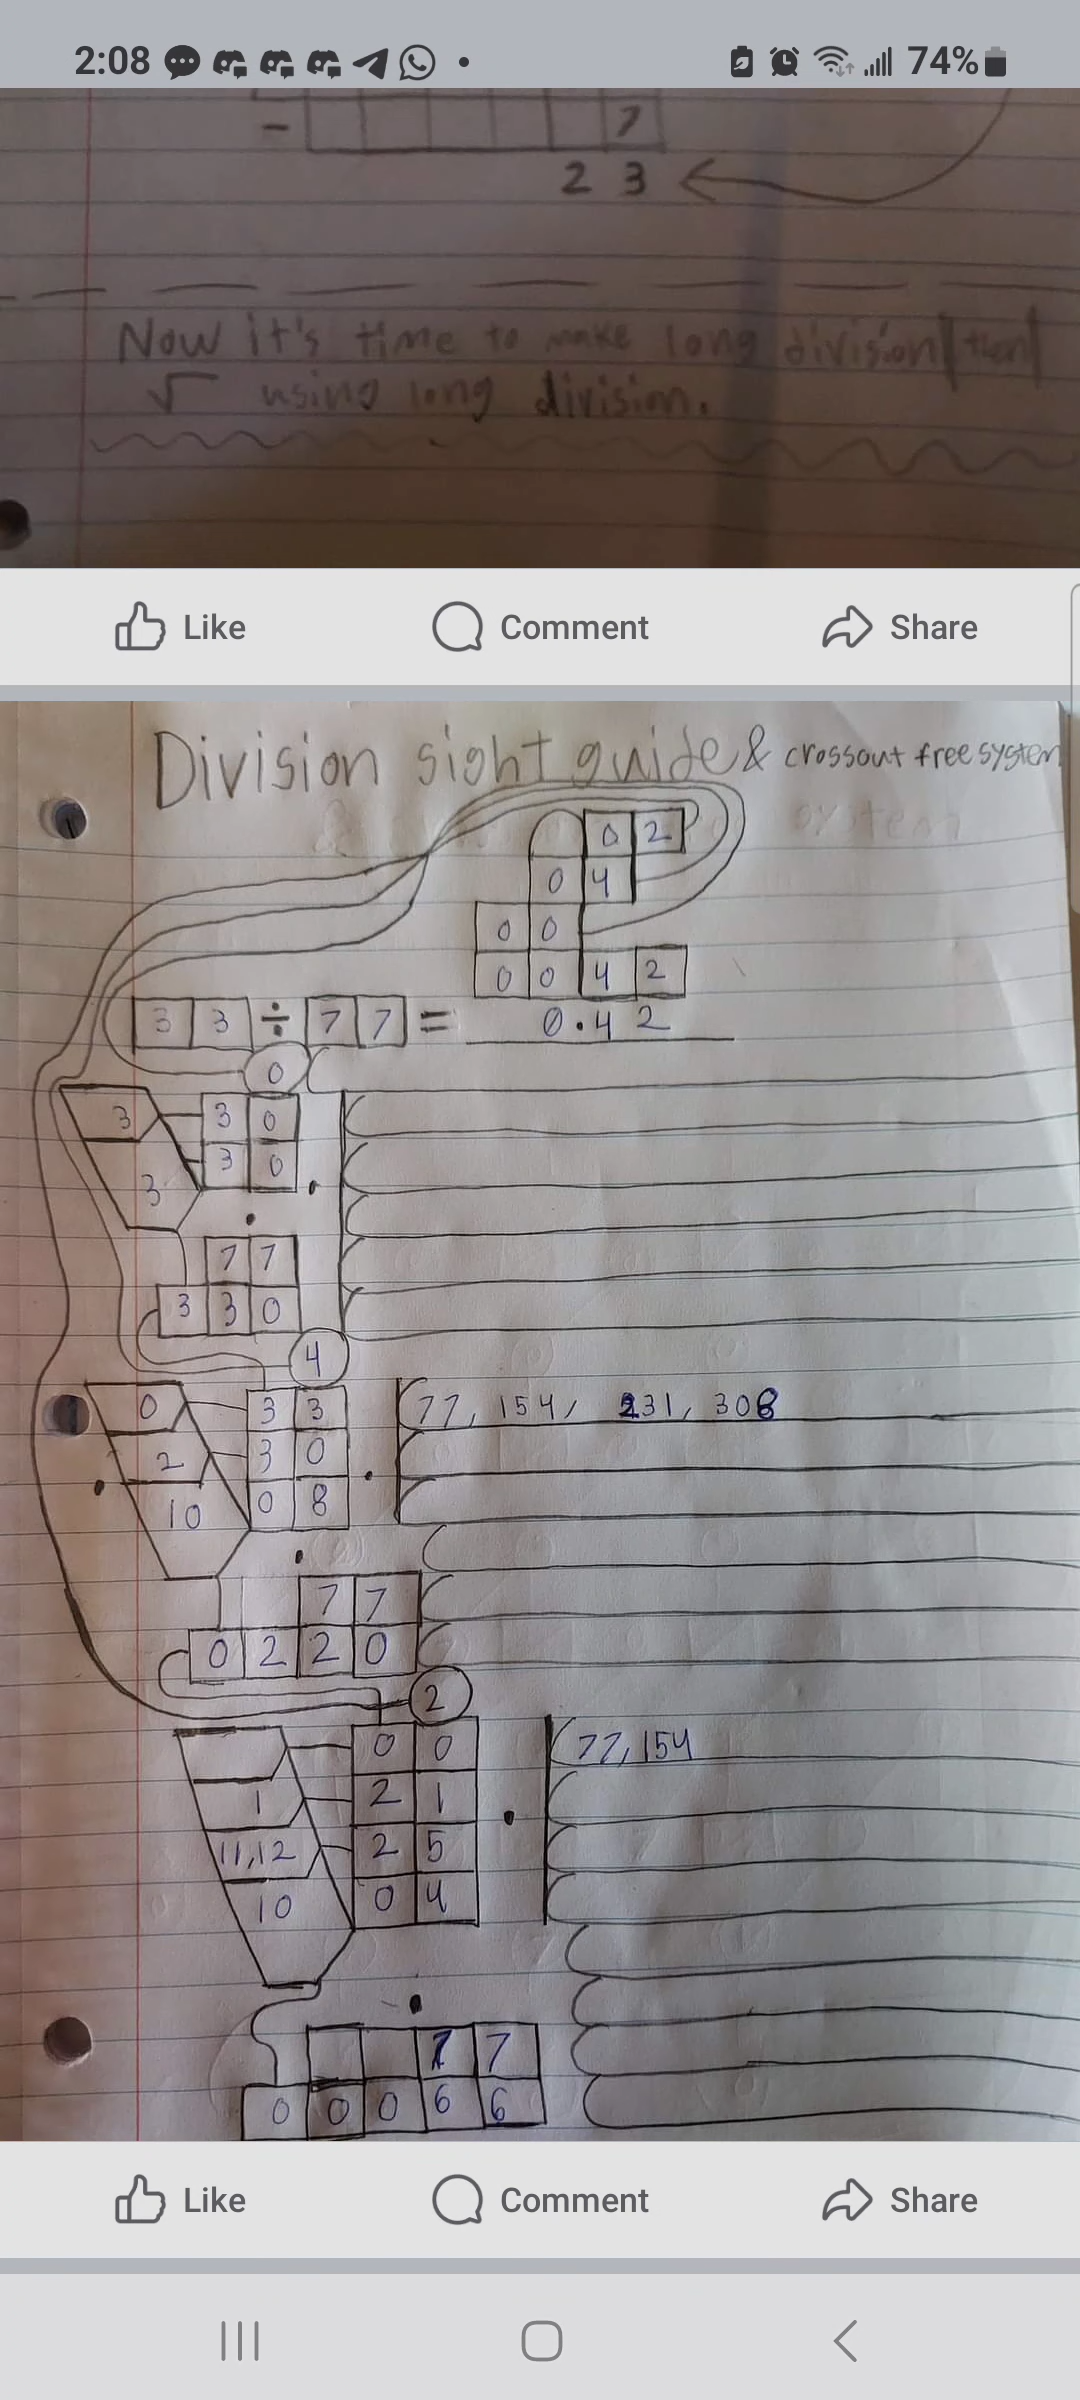 2:08 74%
- 7
2 3
Now it's time to make long division then
√ using long division.
Like Comment Share
Division sight guide & crossout free system
system
0 2
0 4
0 0
0 0 4 2
3 3 ÷ 7 7 = 0.42
0
3 3 0
3 3 0 .
.
7 7
3 3 0
4
0 3 3 77, 154, 231, 308
2 3 0
. 10 0 8 .
.
7 7
0 2 2 0
2
0 0 77, 154
1 2 1 .
11,12 2 5
10 0 4
.
7 7
0 0 0 6 6
Like Comment Share